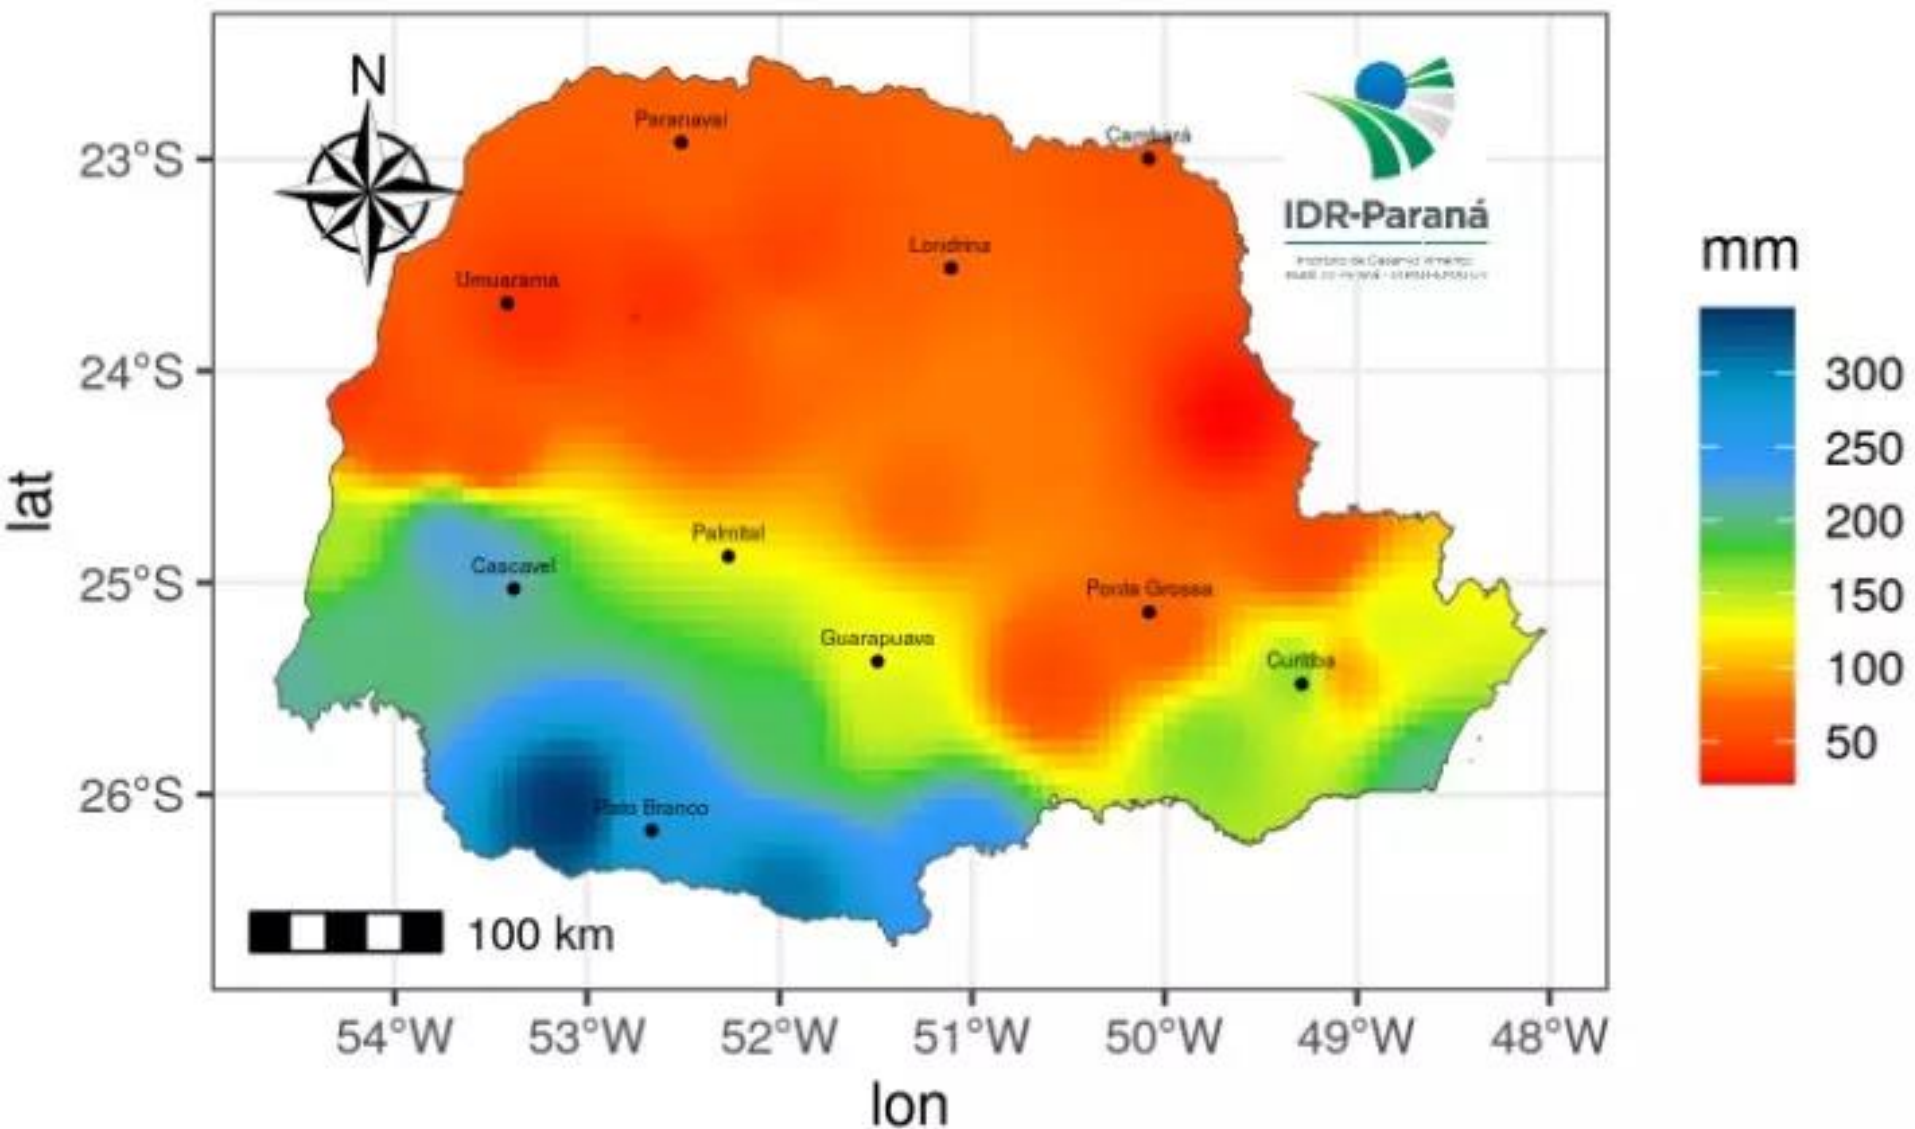 N
Paranavaí
Cambará
23°S
IDR-Paraná
Londrina
mm
Umuarama
300
24°S
250
lat
200
Palmital
Cascavel
25°S
Ponta Grossa
150
Guarapuava
Curitiba
100
50
26°S
Pato Branco
100 km
54°W 53°W 52°W 51°W 50°W 49°W 48°W
lon